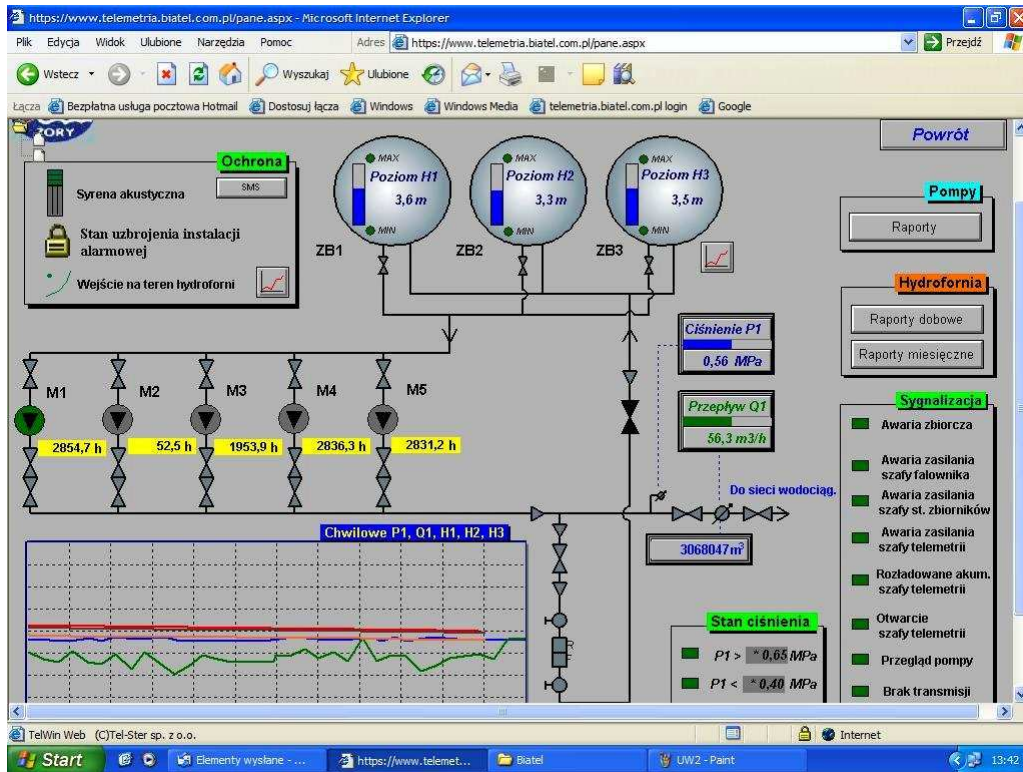 https://www.telemetria.biatel.com.pl/pane.aspx - Microsoft Internet Explorer
Plik Edycja Widok Ulubione Narzędzia Pomoc Adres https://www.telemetria.biatel.com.pl/pane.aspx Przejdź
Wstecz Wyszukaj Ulubione
Łącza Bezpłatna usługa pocztowa Hotmail Dostosuj łącza Windows Windows Media telemetria.biatel.com.pl login Google
ZORY
Powrót
Ochrona
Syrena akustyczna
SMS
Stan uzbrojenia instalacji
alarmowej
Wejście na teren hydroforni
MAX
Poziom H1
3,6 m
MIN
ZB1
MAX
Poziom H2
3,3 m
MIN
ZB2
MAX
Poziom H3
3,5 m
MIN
ZB3
Pompy
Raporty
Hydrofornia
Raporty dobowe
Raporty miesięczne
Ciśnienie P1
0,56 MPa
Przepływ Q1
56,3 m3/h
M1 M2 M3 M4 M5
2854,7 h 52,5 h 1953,9 h 2836,3 h 2831,2 h
Do sieci wodociąg.
3068047 m3
Sygnalizacja
Awaria zbiorcza
Awaria zasilania
szafy falownika
Awaria zasilania
szafy st. zbiorników
Awaria zasilania
szafy telemetrii
Rozładowane akum.
szafy telemetrii
Otwarcie
szafy telemetrii
Przegląd pompy
Brak transmisji
Chwilowe P1, Q1, H1, H2, H3
R
F
Stan ciśnienia
P1 > * 0,65 MPa
P1 < * 0,40 MPa
TelWin Web (C)Tel-Ster sp. z o.o. Internet
Start Elementy wysłane - ... https://www.telemet... Biatel UW2 - Paint 13:42